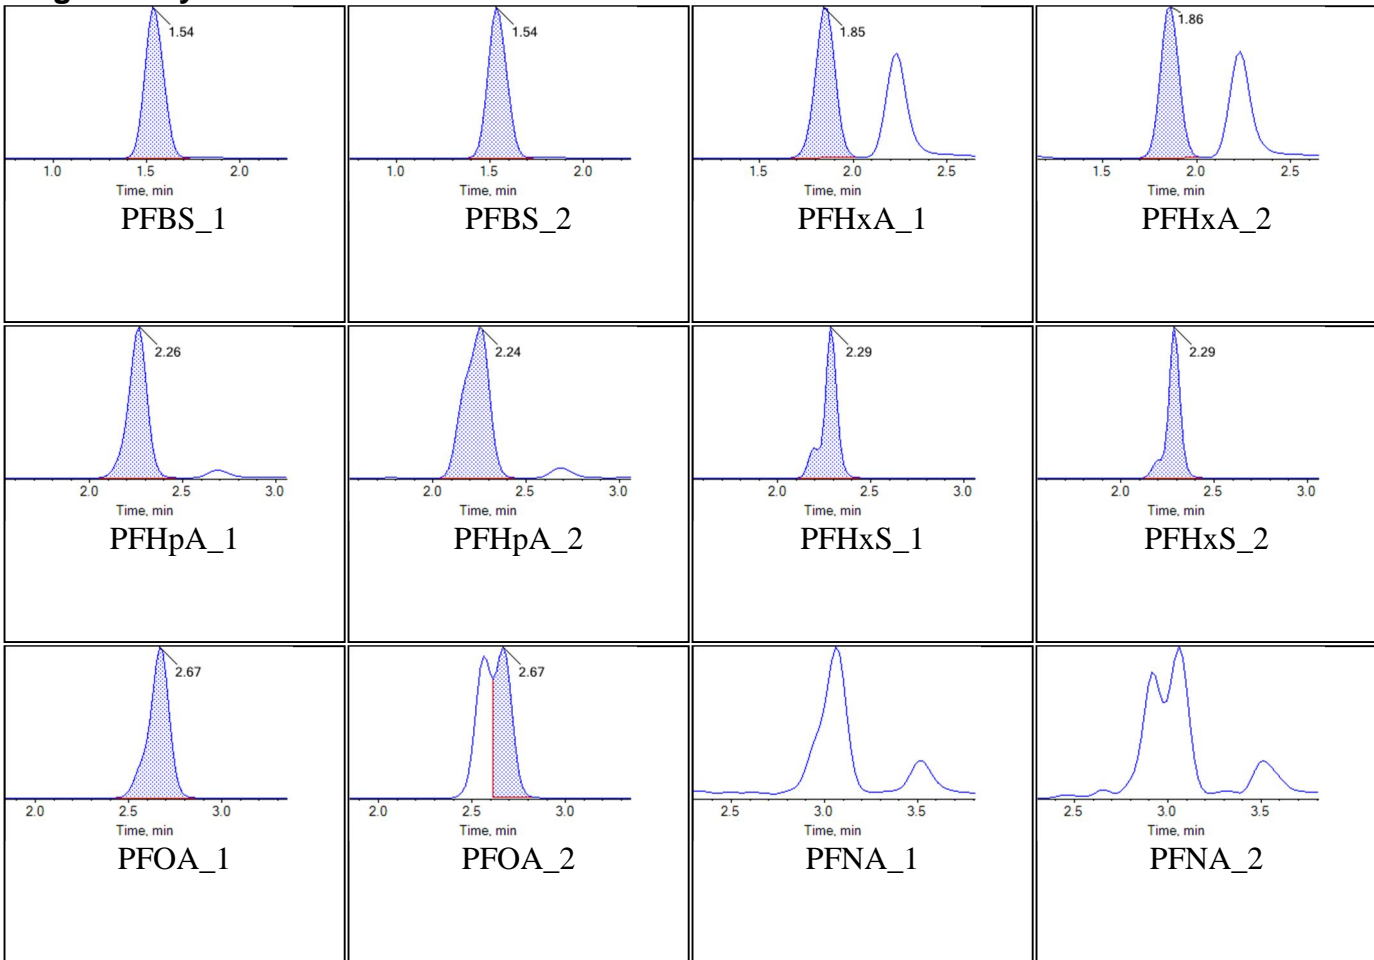 1.54
1.0 1.5 2.0
Time, min
PFBS_1
1.54
1.0 1.5 2.0
Time, min
PFBS_2
1.85
1.5 2.0 2.5
Time, min
PFHxA_1
1.86
1.5 2.0 2.5
Time, min
PFHxA_2
2.26
2.0 2.5 3.0
Time, min
PFHpA_1
2.24
2.0 2.5 3.0
Time, min
PFHpA_2
2.29
2.0 2.5 3.0
Time, min
PFHxS_1
2.29
2.0 2.5 3.0
Time, min
PFHxS_2
2.67
2.0 2.5 3.0
Time, min
PFOA_1
2.67
2.0 2.5 3.0
Time, min
PFOA_2
2.5 3.0 3.5
Time, min
PFNA_1
2.5 3.0 3.5
Time, min
PFNA_2